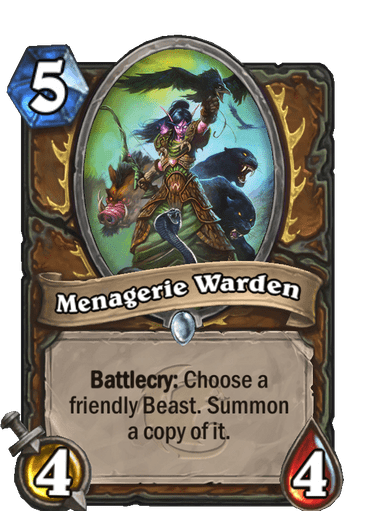 5
Menagerie Warden
Battlecry: Choose a
friendly Beast. Summon
a copy of it.
4
4